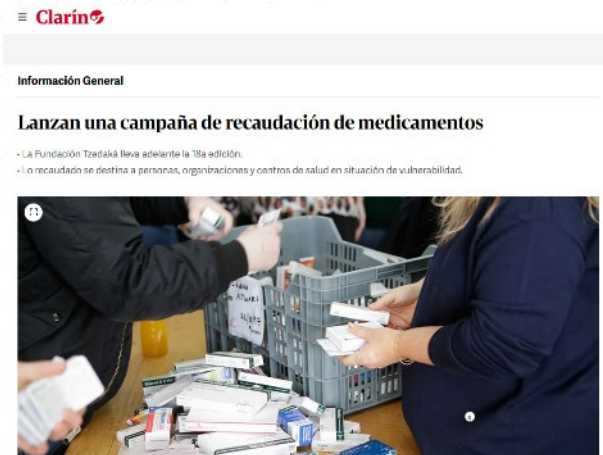 Clarín
Información General
Lanzan una campaña de recaudación de medicamentos
- La Fundación Tzedaká lleva adelante la 18a edición.
- Lo recaudado se destina a personas, organizaciones y centros de salud en situación de vulnerabilidad.